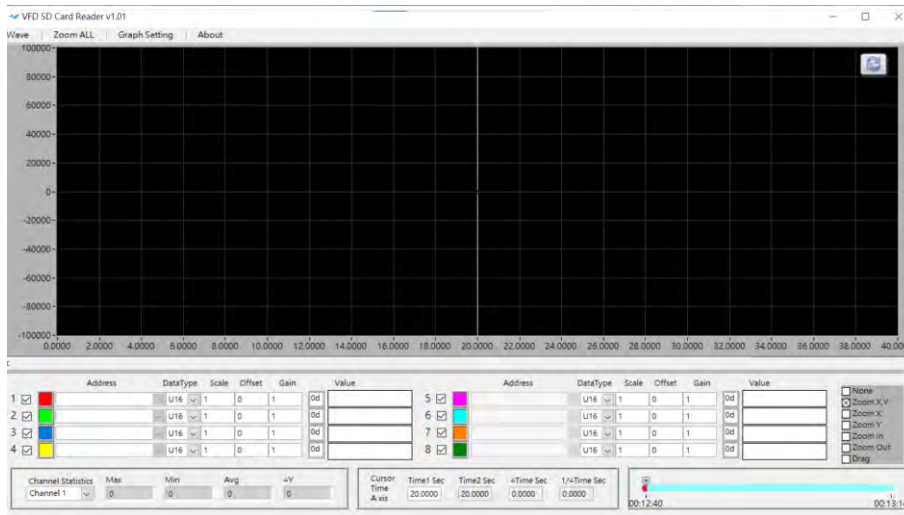 VFD SD Card Reader v1.01
Wave Zoom ALL Graph Setting About
100000
80000
60000
40000
20000
0
-20000
-40000
-60000
-80000
-100000
0.0000 2.0000 4.0000 6.0000 8.0000 10.0000 12.0000 14.0000 16.0000 18.0000 20.0000 22.0000 24.0000 26.0000 28.0000 30.0000 32.0000 34.0000 36.0000 38.0000 40.00
Address DataType Scale Offset Gain Value Address DataType Scale Offset Gain Value
1 U16 1 0 1 0d 5 U16 1 0 1 0d
2 U16 1 0 1 0d 6 U16 1 0 1 0d
3 U16 1 0 1 0d 7 U16 1 0 1 0d
4 U16 1 0 1 0d 8 U16 1 0 1 0d
None
Zoom X,Y
Zoom X
Zoom Y
Zoom In
Zoom Out
Drag
Channel Statistics Max Min Avg △Y
Channel 1 0 0 0 0
Cursor Time A xis
Time1 Sec Time2 Sec △Time Sec 1/△Time Sec
20.0000 20.0000 0.0000 0.0000
00:12:40 00:13:1